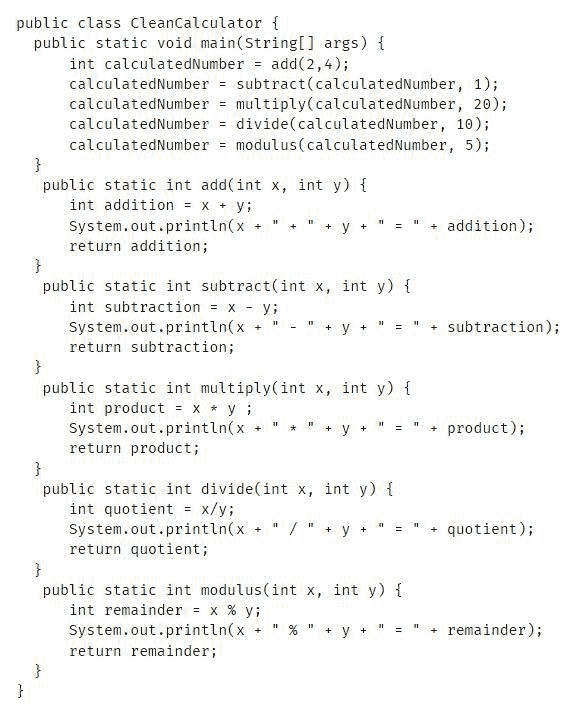 public class CleanCalculator {
  public static void main(String[] args) {
      int calculatedNumber = add(2,4);
      calculatedNumber = subtract(calculatedNumber, 1);
      calculatedNumber = multiply(calculatedNumber, 20);
      calculatedNumber = divide(calculatedNumber, 10);
      calculatedNumber = modulus(calculatedNumber, 5);
  }
   public static int add(int x, int y) {
      int addition = x + y;
      System.out.println(x + " + " + y + " = " + addition);
      return addition;
  }
   public static int subtract(int x, int y) {
      int subtraction = x - y;
      System.out.println(x + " - " + y + " = " + subtraction);
      return subtraction;
  }
   public static int multiply(int x, int y) {
      int product = x * y ;
      System.out.println(x + " * " + y + " = " + product);
      return product;
  }
   public static int divide(int x, int y) {
      int quotient = x/y;
      System.out.println(x + " / " + y + " = " + quotient);
      return quotient;
  }
   public static int modulus(int x, int y) {
      int remainder = x % y;
      System.out.println(x + " % " + y + " = " + remainder);
      return remainder;
  }
}